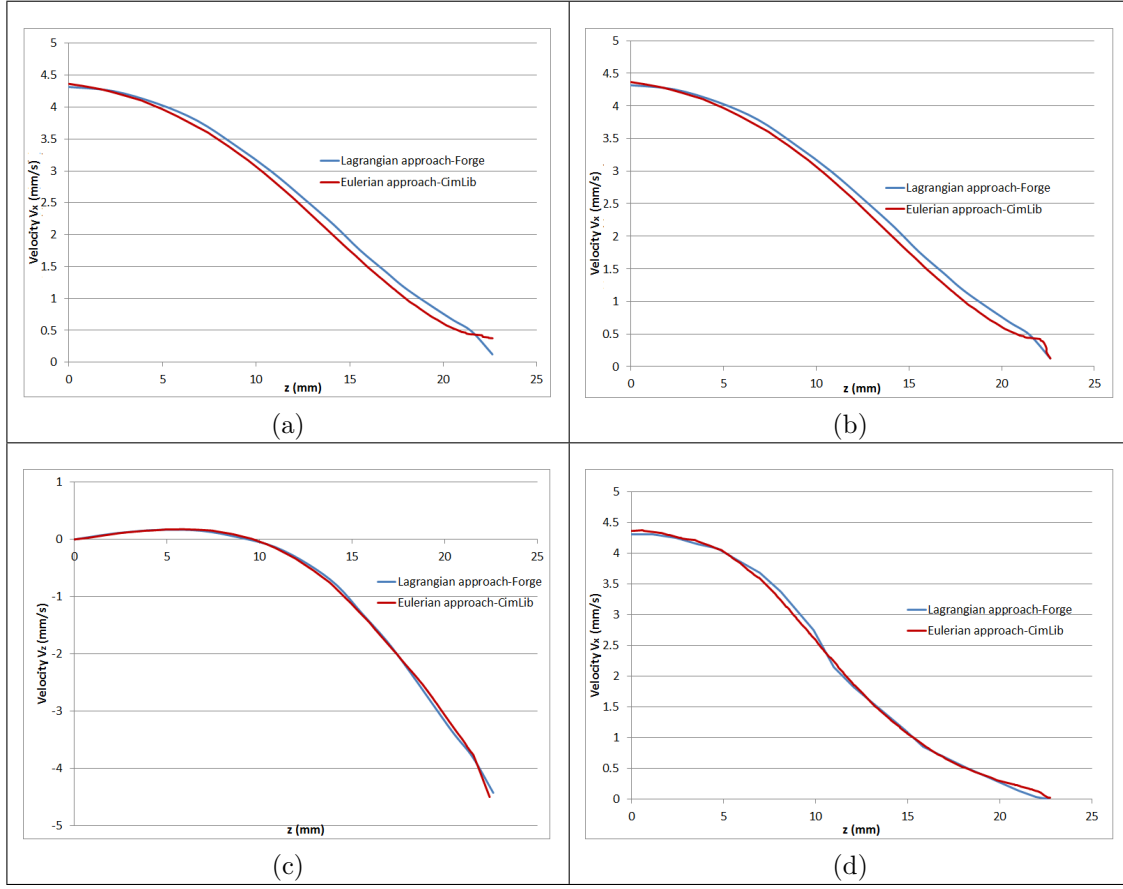 5
4.5
4
3.5
3
2.5
2
1.5
1
0.5
0
0 5 10 15 20 25
Velocity Vx (mm/s)
z (mm)
Lagrangian approach-Forge
Eulerian approach-CimLib
(a)
5
4.5
4
3.5
3
2.5
2
1.5
1
0.5
0
0 5 10 15 20 25
Velocity Vx (mm/s)
z (mm)
Lagrangian approach-Forge
Eulerian approach-CimLib
(b)
1
0
-1
-2
-3
-4
-5
0 5 10 15 20 25
Velocity Vz (mm/s)
z (mm)
Lagrangian approach-Forge
Eulerian approach-CimLib
(c)
5
4.5
4
3.5
3
2.5
2
1.5
1
0.5
0
0 5 10 15 20 25
Velocity Vx (mm/s)
z (mm)
Lagrangian approach-Forge
Eulerian approach-CimLib
(d)